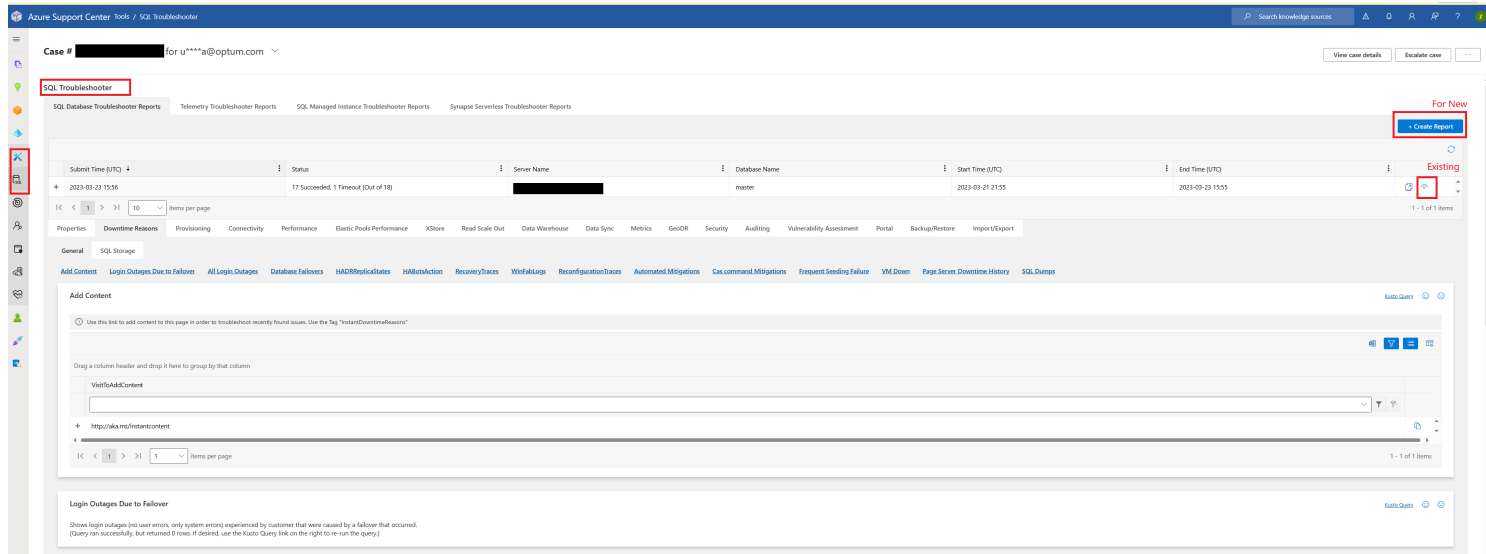 Azure Support Center Tools / SQL Troubleshooter
Search knowledge sources
Case # for u****a@optum.com
View case details
Escalate case
SQL Troubleshooter
SQL Database Troubleshooter Reports Telemetry Troubleshooter Reports SQL Managed Instance Troubleshooter Reports Synapse Serverless Troubleshooter Reports
For New
+ Create Report
Submit Time (UTC) Status Server Name Database Name Start Time (UTC) End Time (UTC)
Existing
2023-03-23 15:56 17 Succeeded, 1 Timeout (Out of 18) master 2023-03-21 21:55 2023-03-23 15:55
1 10 items per page 1 - 1 of 1 items
Properties Downtime Reasons Provisioning Connectivity Performance Elastic Pools Performance XStore Read Scale Out Data Warehouse Data Sync Metrics GeoDR Security Auditing Vulnerability Assessment Portal Backup/Restore Import/Export
General SQL Storage
Add Content Login Outages Due to Failover All Login Outages Database Failovers HADRReplicaStates HABotsAction RecoveryTraces WinFabLogs ReconfigurationTraces Automated Mitigations Cas command Mitigations Frequent Seeding Failure VM Down Page Server Downtime History SQL Dumps
Add Content
Kusto Query
Use this link to add content to this page in order to troubleshoot recently found issues. Use the Tag "InstantDowntimeReasons"
Drag a column header and drop it here to group by that column
VisitToAddContent
http://aka.ms/instantcontent
1 1 items per page 1 - 1 of 1 items
Login Outages Due to Failover
Kusto Query
Shows login outages (no user errors, only system errors) experienced by customer that were caused by a failover that occurred.
(Query ran successfully, but returned 0 rows. If desired, use the Kusto Query link on the right to re-run the query.)